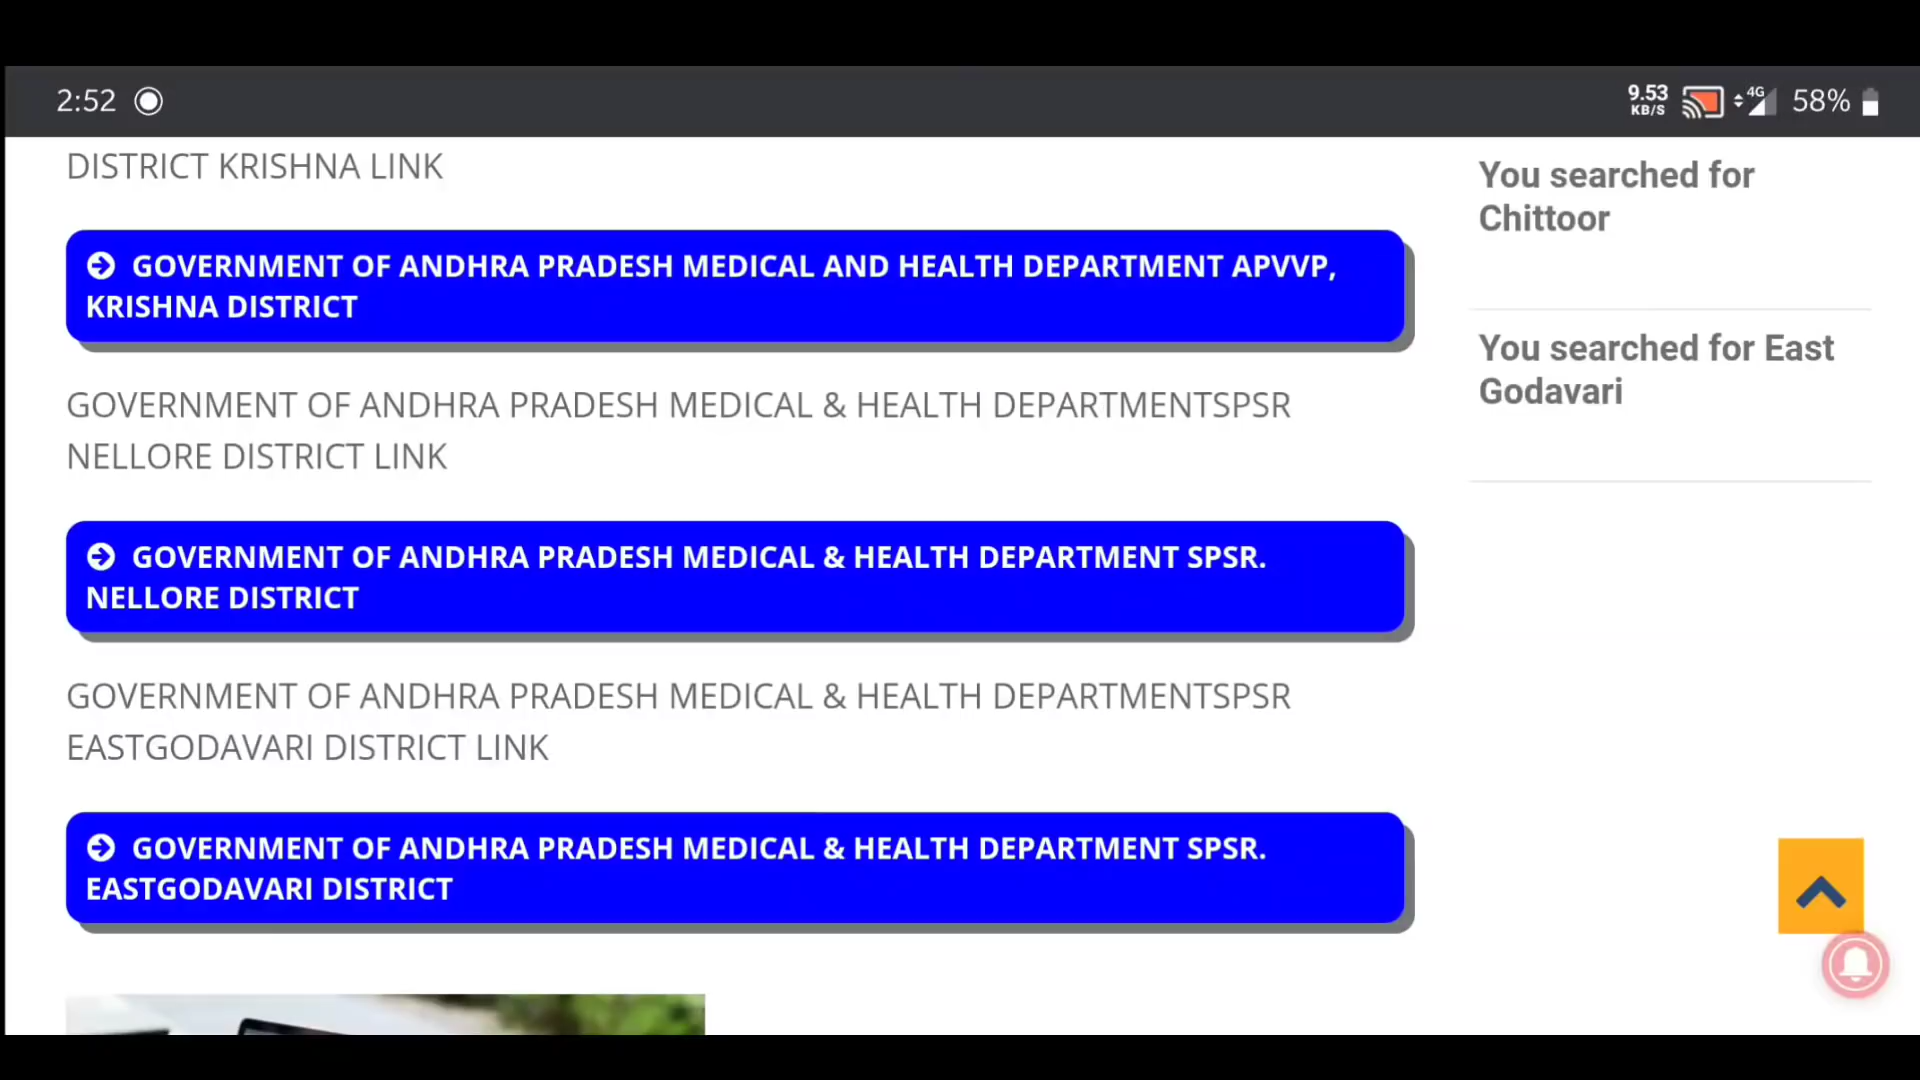 2:52
9.53
KB/S
4G
58%
DISTRICT KRISHNA LINK
GOVERNMENT OF ANDHRA PRADESH MEDICAL AND HEALTH DEPARTMENT APVVP,
KRISHNA DISTRICT
GOVERNMENT OF ANDHRA PRADESH MEDICAL & HEALTH DEPARTMENTSPSR
NELLORE DISTRICT LINK
GOVERNMENT OF ANDHRA PRADESH MEDICAL & HEALTH DEPARTMENT SPSR.
NELLORE DISTRICT
GOVERNMENT OF ANDHRA PRADESH MEDICAL & HEALTH DEPARTMENTSPSR
EASTGODAVARI DISTRICT LINK
GOVERNMENT OF ANDHRA PRADESH MEDICAL & HEALTH DEPARTMENT SPSR.
EASTGODAVARI DISTRICT
You searched for
Chittoor
You searched for East
Godavari